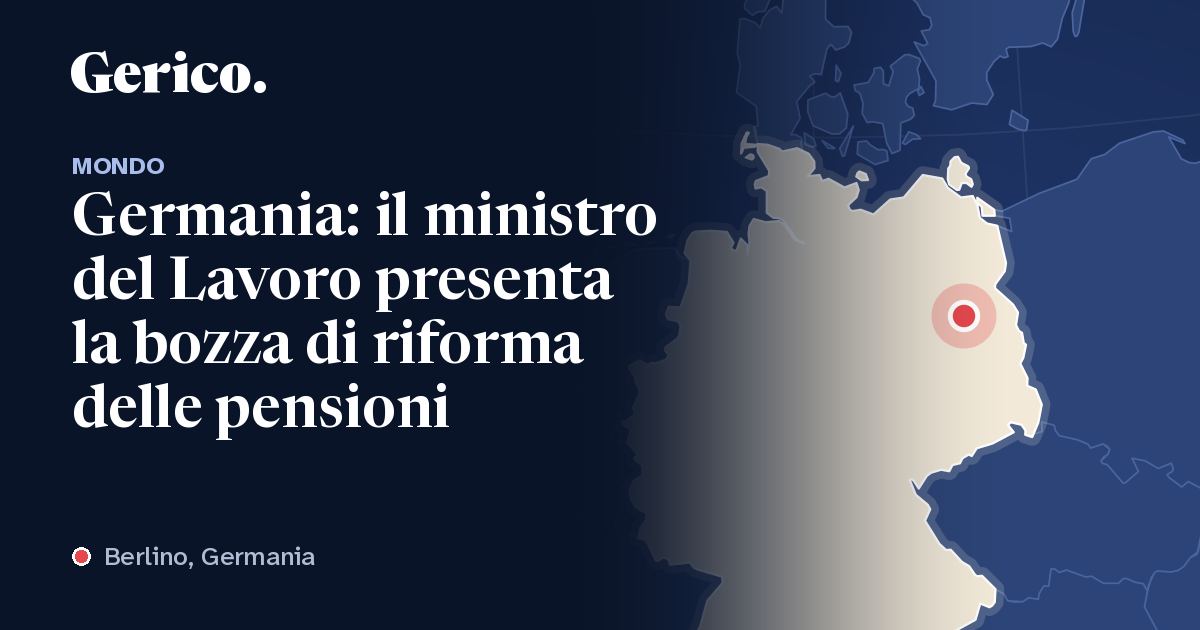 Gerico.
MONDO
Germania: il ministro
del Lavoro presenta
la bozza di riforma
delle pensioni
Berlino, Germania